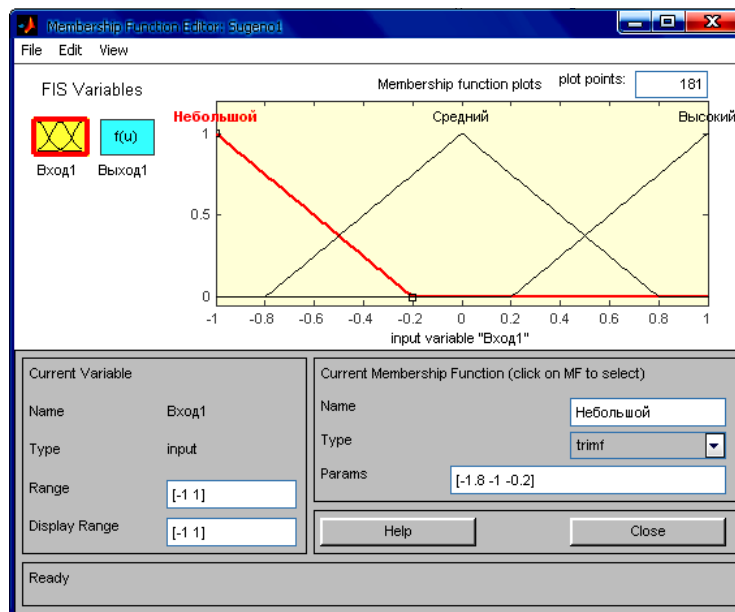 Membership Function Editor: Sugeno1
File Edit View
FIS Variables
f(u)
Вход1 Выход1
Membership function plots plot points: 181
Небольшой Средний Высокий
1
0.5
0
-1 -0.8 -0.6 -0.4 -0.2 0 0.2 0.4 0.6 0.8 1
input variable "Вход1"
Current Variable
Name Вход1
Type input
Range [-1 1]
Display Range [-1 1]
Current Membership Function (click on MF to select)
Name Небольшой
Type trimf
Params [-1.8 -1 -0.2]
Help Close
Ready